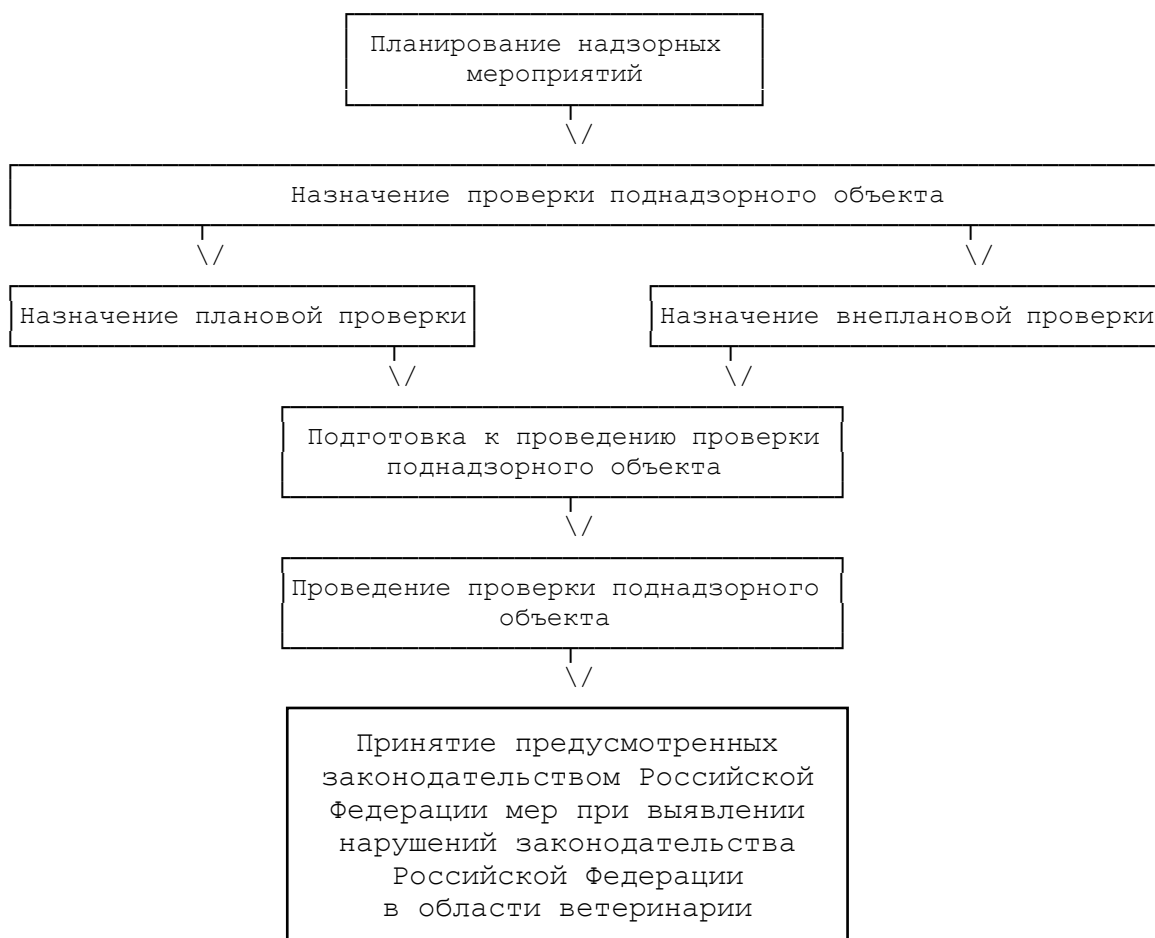 Планирование надзорных
мероприятий
\/
Назначение проверки поднадзорного объекта
\/ \/
Назначение плановой проверки Назначение внеплановой проверки
\/ \/
Подготовка к проведению проверки
поднадзорного объекта
\/
Проведение проверки поднадзорного
объекта
\/
Принятие предусмотренных
законодательством Российской
Федерации мер при выявлении
нарушений законодательства
Российской Федерации
в области ветеринарии